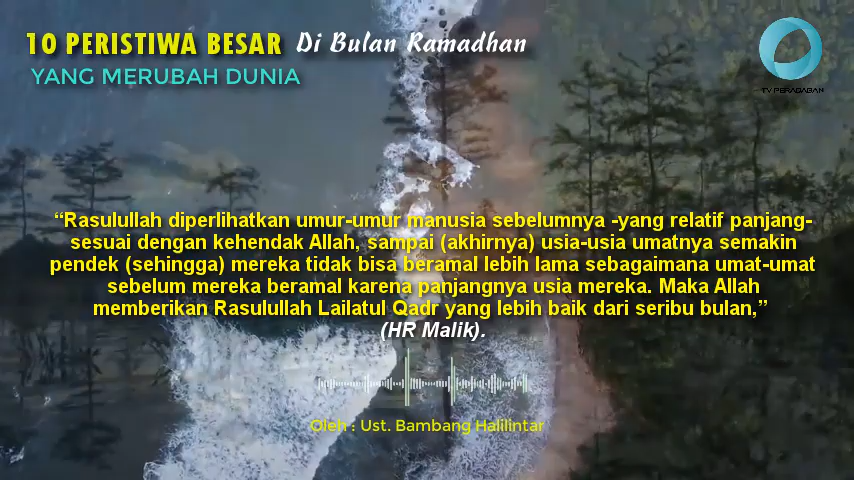 10 PERISTIWA BESAR Di Bulan Ramadhan
YANG MERUBAH DUNIA
TV PERADABAN
“Rasulullah diperlihatkan umur-umur manusia sebelumnya -yang relatif panjang-
sesuai dengan kehendak Allah, sampai (akhirnya) usia-usia umatnya semakin
pendek (sehingga) mereka tidak bisa beramal lebih lama sebagaimana umat-umat
sebelum mereka beramal karena panjangnya usia mereka. Maka Allah
memberikan Rasulullah Lailatul Qadr yang lebih baik dari seribu bulan,”
(HR Malik).
Oleh : Ust. Bambang Halilintar